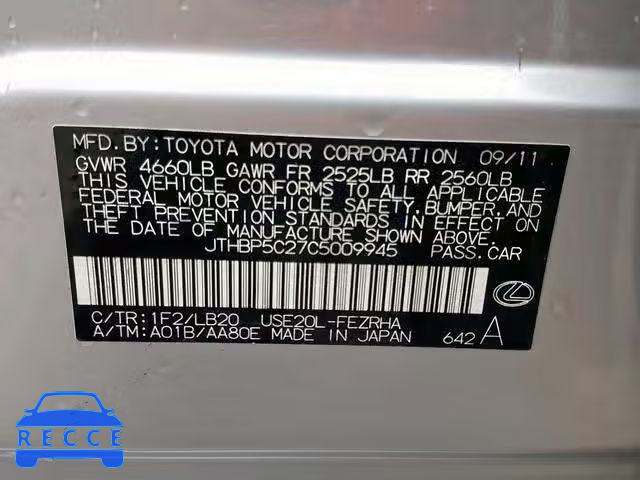 MFD. BY: TOYOTA MOTOR CORPORATION 09/11
GVWR 4660LB GAWR FR 2525LB RR 2560LB
THIS VEHICLE CONFORMS TO ALL APPLICABLE
FEDERAL MOTOR VEHICLE SAFETY, BUMPER, AND
THEFT PREVENTION STANDARDS IN EFFECT ON
THE DATE OF MANUFACTURE SHOWN ABOVE.
JTHBP5C27C5009945 PASS. CAR
C/TR: 1F2/LB20 USE20L-FEZRHA
A/TM: A01B/AA80E MADE IN JAPAN 642 A
RECCE